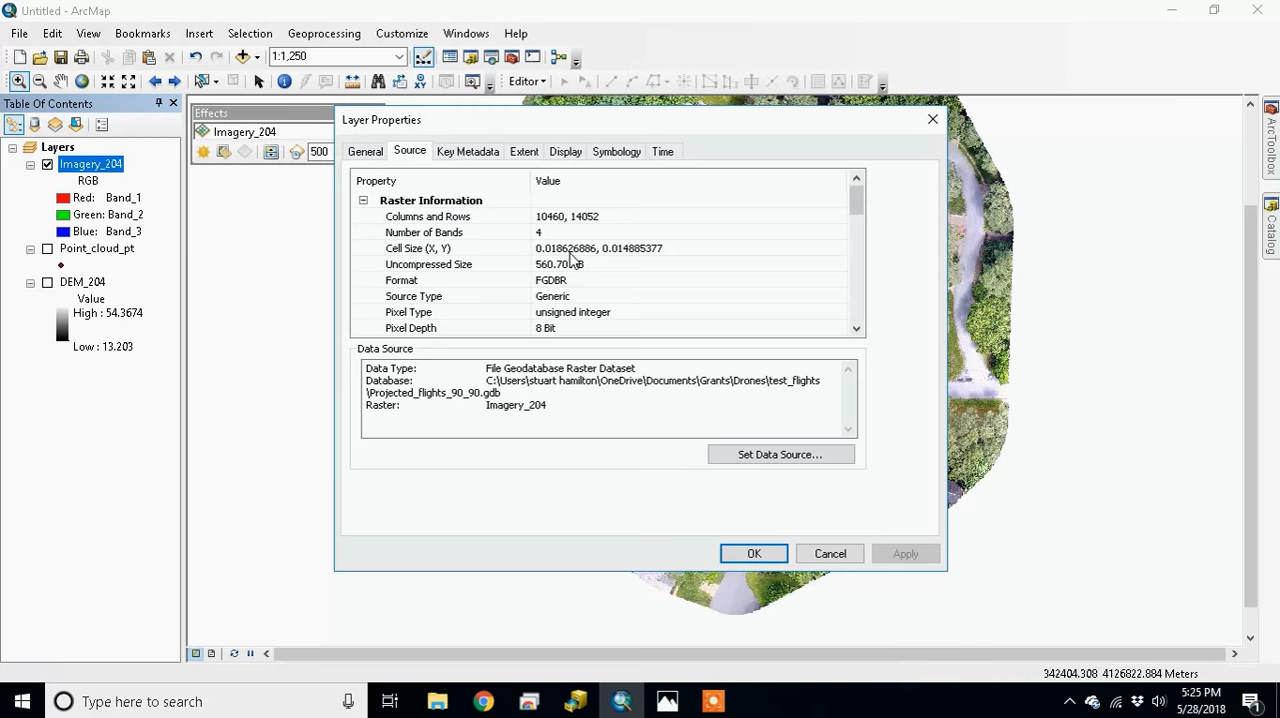 Untitled - ArcMap
File Edit View Bookmarks Insert Selection Geoprocessing Customize Windows Help
1:1,250
Editor
Table Of Contents
Layers
Imagery_204
RGB
Red: Band_1
Green: Band_2
Blue: Band_3
Point_cloud_pt
DEM_204
Value
High : 54.3674
Low : 13.203
Effects
Imagery_204
500
Layer Properties
General Source Key Metadata Extent Display Symbology Time
Property Value
Raster Information
Columns and Rows 10460, 14052
Number of Bands 4
Cell Size (X, Y) 0.018626886, 0.014885377
Uncompressed Size
Format FGDBR
Source Type Generic
Pixel Type unsigned integer
Pixel Depth 8 Bit
Data Source
Data Type: File Geodatabase Raster Dataset
Database: C:\Users\stuart hamilton\OneDrive\Documents\Grants\Drones\test_flights
\Projected_flights_90_90.gdb
Raster: Imagery_204
Set Data Source...
OK Cancel Apply
ArcToolbox
Catalog
342404.308 4126822.884 Meters
Type here to search
5:25 PM
5/28/2018
1